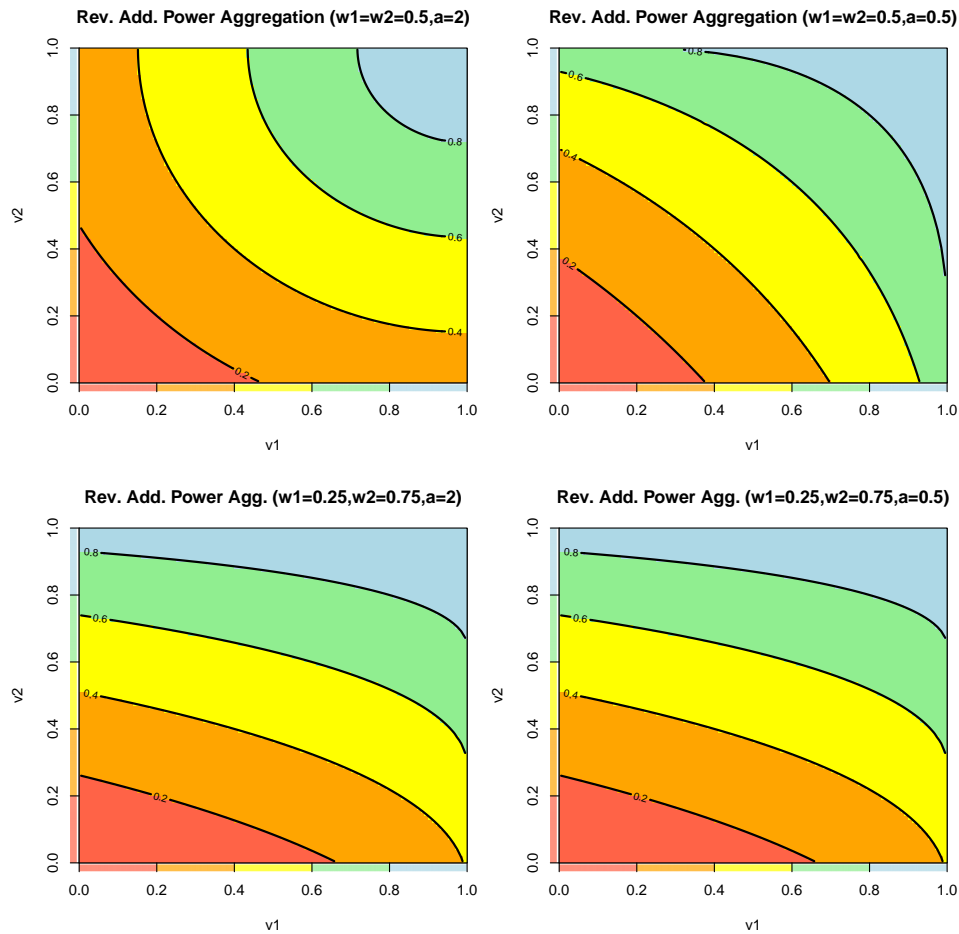 Rev. Add. Power Aggregation (w1=w2=0.5,a=2)
v2
1.0
0.8
0.6
0.4
0.2
0.0
0.8
0.6
0.4
0.2
0.0 0.2 0.4 0.6 0.8 1.0
v1
Rev. Add. Power Aggregation (w1=w2=0.5,a=0.5)
v2
1.0
0.8
0.6
0.4
0.2
0.0
0.8
0.6
0.4
0.2
0.0 0.2 0.4 0.6 0.8 1.0
v1
Rev. Add. Power Agg. (w1=0.25,w2=0.75,a=2)
v2
1.0
0.8
0.6
0.4
0.2
0.0
0.8
0.6
0.4
0.2
0.0 0.2 0.4 0.6 0.8 1.0
v1
Rev. Add. Power Agg. (w1=0.25,w2=0.75,a=0.5)
v2
1.0
0.8
0.6
0.4
0.2
0.0
0.8
0.6
0.4
0.2
0.0 0.2 0.4 0.6 0.8 1.0
v1